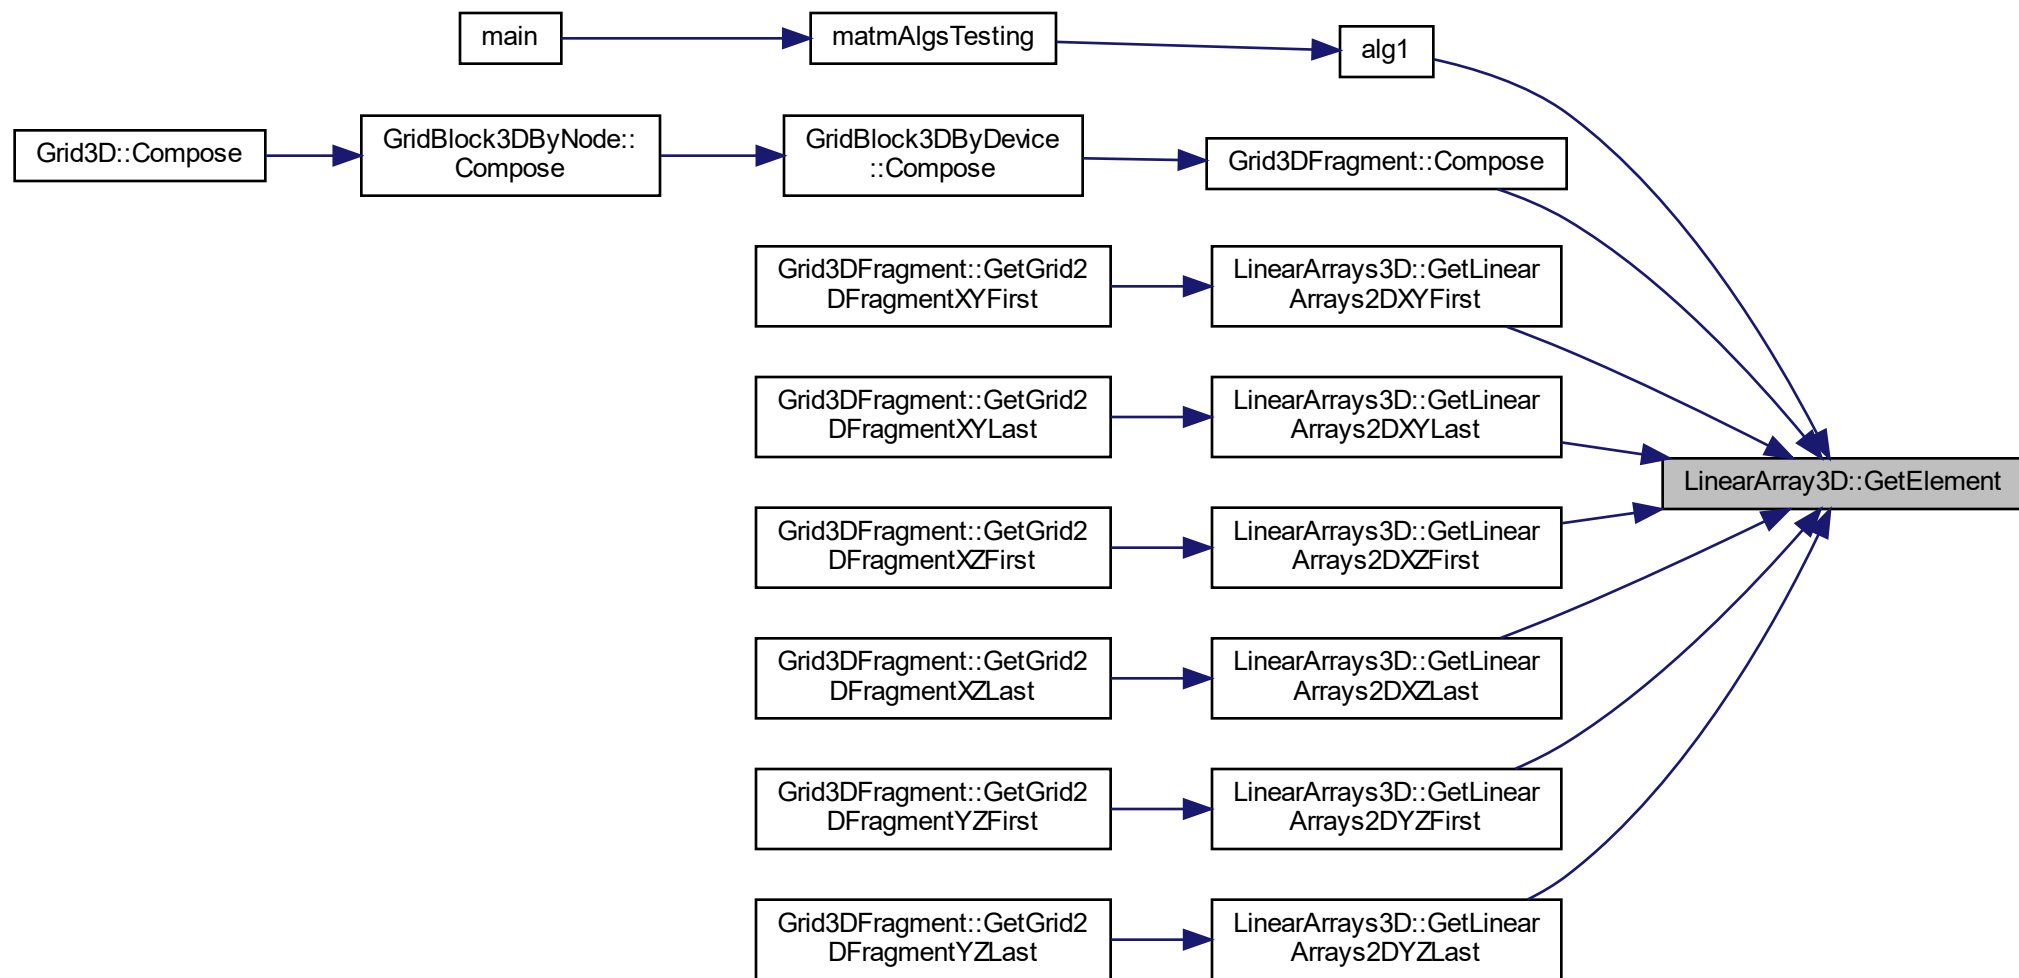 main
matmAlgsTesting
alg1
Grid3D::Compose
GridBlock3DByNode::
Compose
GridBlock3DByDevice
::Compose
Grid3DFragment::Compose
Grid3DFragment::GetGrid2
DFragmentXYFirst
LinearArrays3D::GetLinear
Arrays2DXYFirst
Grid3DFragment::GetGrid2
DFragmentXYLast
LinearArrays3D::GetLinear
Arrays2DXYLast
LinearArray3D::GetElement
Grid3DFragment::GetGrid2
DFragmentXZFirst
LinearArrays3D::GetLinear
Arrays2DXZFirst
Grid3DFragment::GetGrid2
DFragmentXZLast
LinearArrays3D::GetLinear
Arrays2DXZLast
Grid3DFragment::GetGrid2
DFragmentYZFirst
LinearArrays3D::GetLinear
Arrays2DYZFirst
Grid3DFragment::GetGrid2
DFragmentYZLast
LinearArrays3D::GetLinear
Arrays2DYZLast